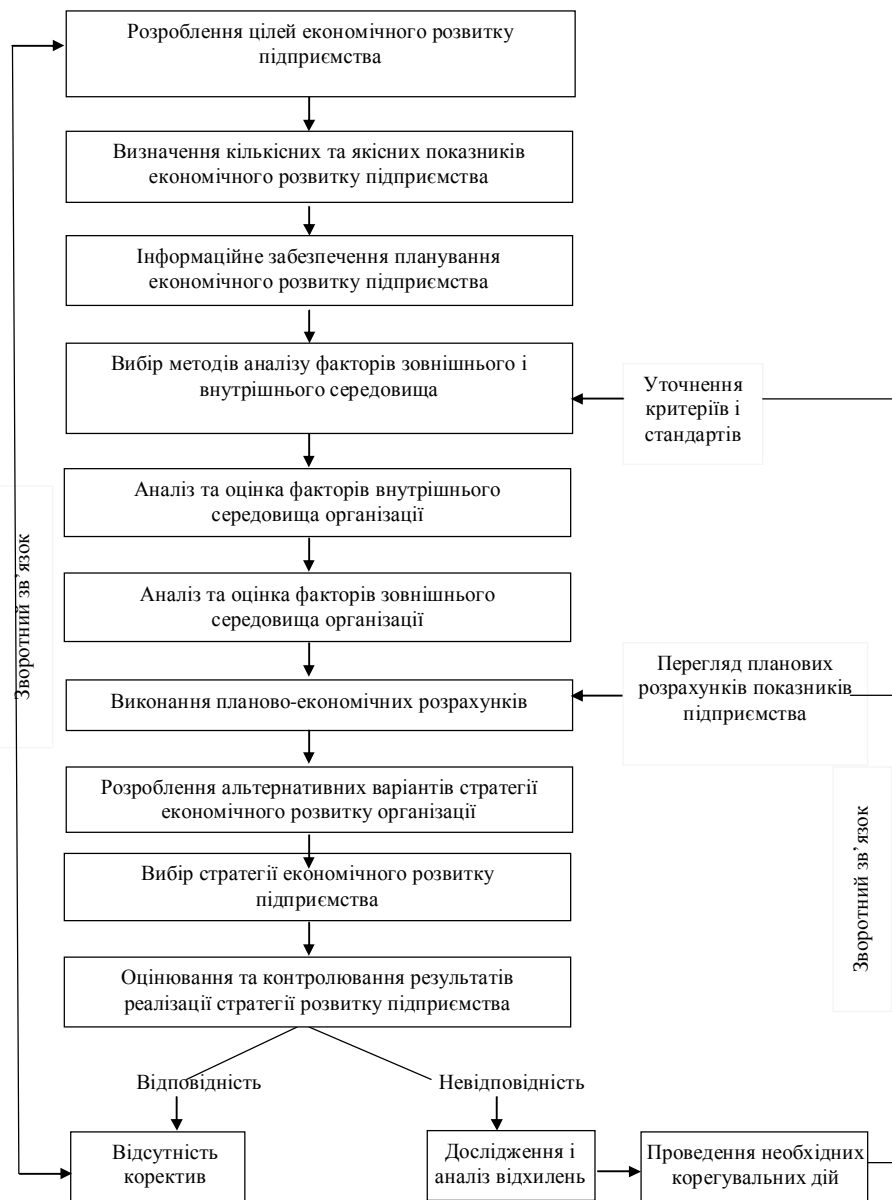 Розроблення цілей економічного розвитку
підприємства
Визначення кількісних та якісних показників
економічного розвитку підприємства
Інформаційне забезпечення планування
економічного розвитку підприємства
Вибір методів аналізу факторів зовнішнього і
внутрішнього середовища
Уточнення
критеріїв і
стандартів
Аналіз та оцінка факторів внутрішнього
середовища організації
Зворотний зв’язок
Аналіз та оцінка факторів зовнішнього
середовища організації
Виконання планово-економічних розрахунків
Перегляд планових
розрахунків показників
підприємства
Розроблення альтернативних варіантів стратегії
економічного розвитку організації
Зворотний зв’язок
Вибір стратегії економічного розвитку
підприємства
Оцінювання та контролювання результатів
реалізації стратегії розвитку підприємства
Відповідність
Невідповідність
Відсутність
коректив
Дослідження і
аналіз відхилень
Проведення необхідних
корегувальних дій